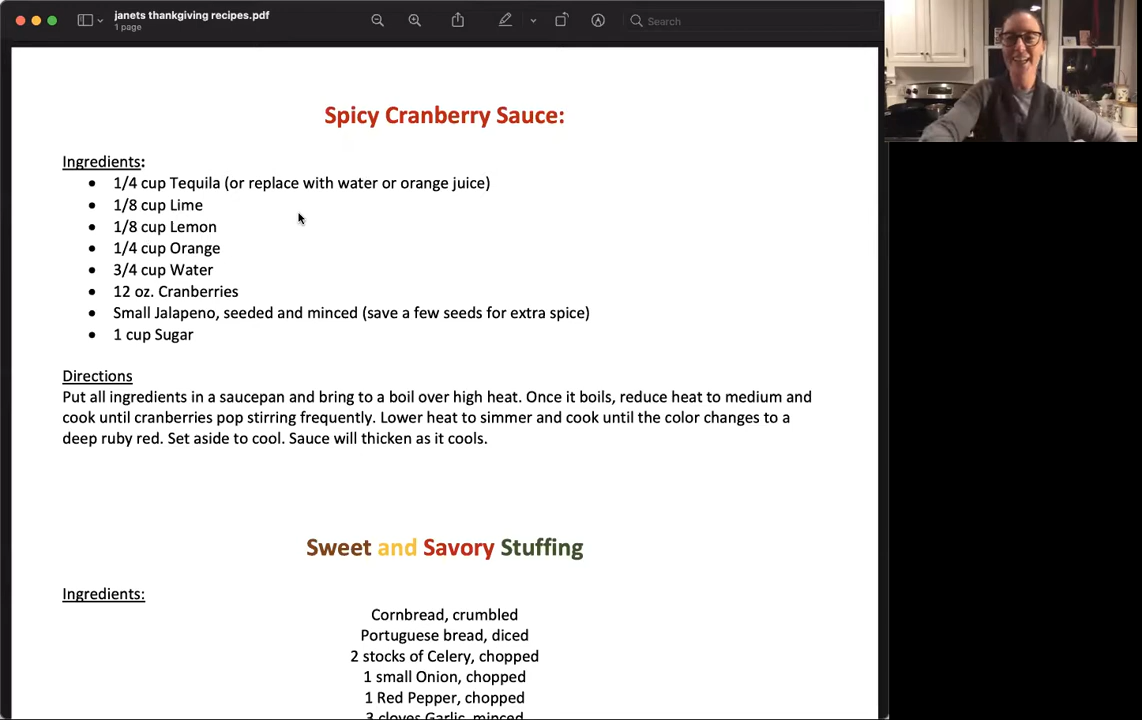 janets thankgiving recipes.pdf
1 page
Search
Spicy Cranberry Sauce:
Ingredients:
• 1/4 cup Tequila (or replace with water or orange juice)
• 1/8 cup Lime
• 1/8 cup Lemon
• 1/4 cup Orange
• 3/4 cup Water
• 12 oz. Cranberries
• Small Jalapeno, seeded and minced (save a few seeds for extra spice)
• 1 cup Sugar
Directions
Put all ingredients in a saucepan and bring to a boil over high heat. Once it boils, reduce heat to medium and
cook until cranberries pop stirring frequently. Lower heat to simmer and cook until the color changes to a
deep ruby red. Set aside to cool. Sauce will thicken as it cools.
Sweet and Savory Stuffing
Ingredients:
Cornbread, crumbled
Portuguese bread, diced
2 stocks of Celery, chopped
1 small Onion, chopped
1 Red Pepper, chopped
3 cloves Garlic, minced